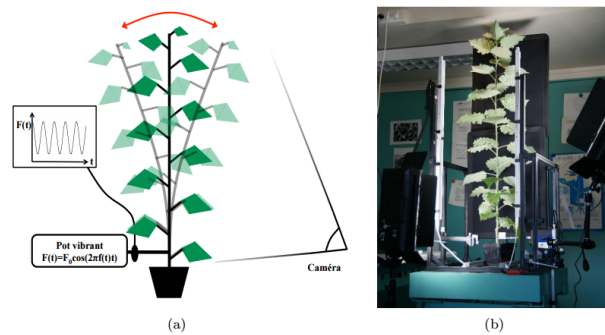 F(t)
t
Pot vibrant
F(t)=F₀cos(2πf(t)t)
Caméra
(a)
(b)